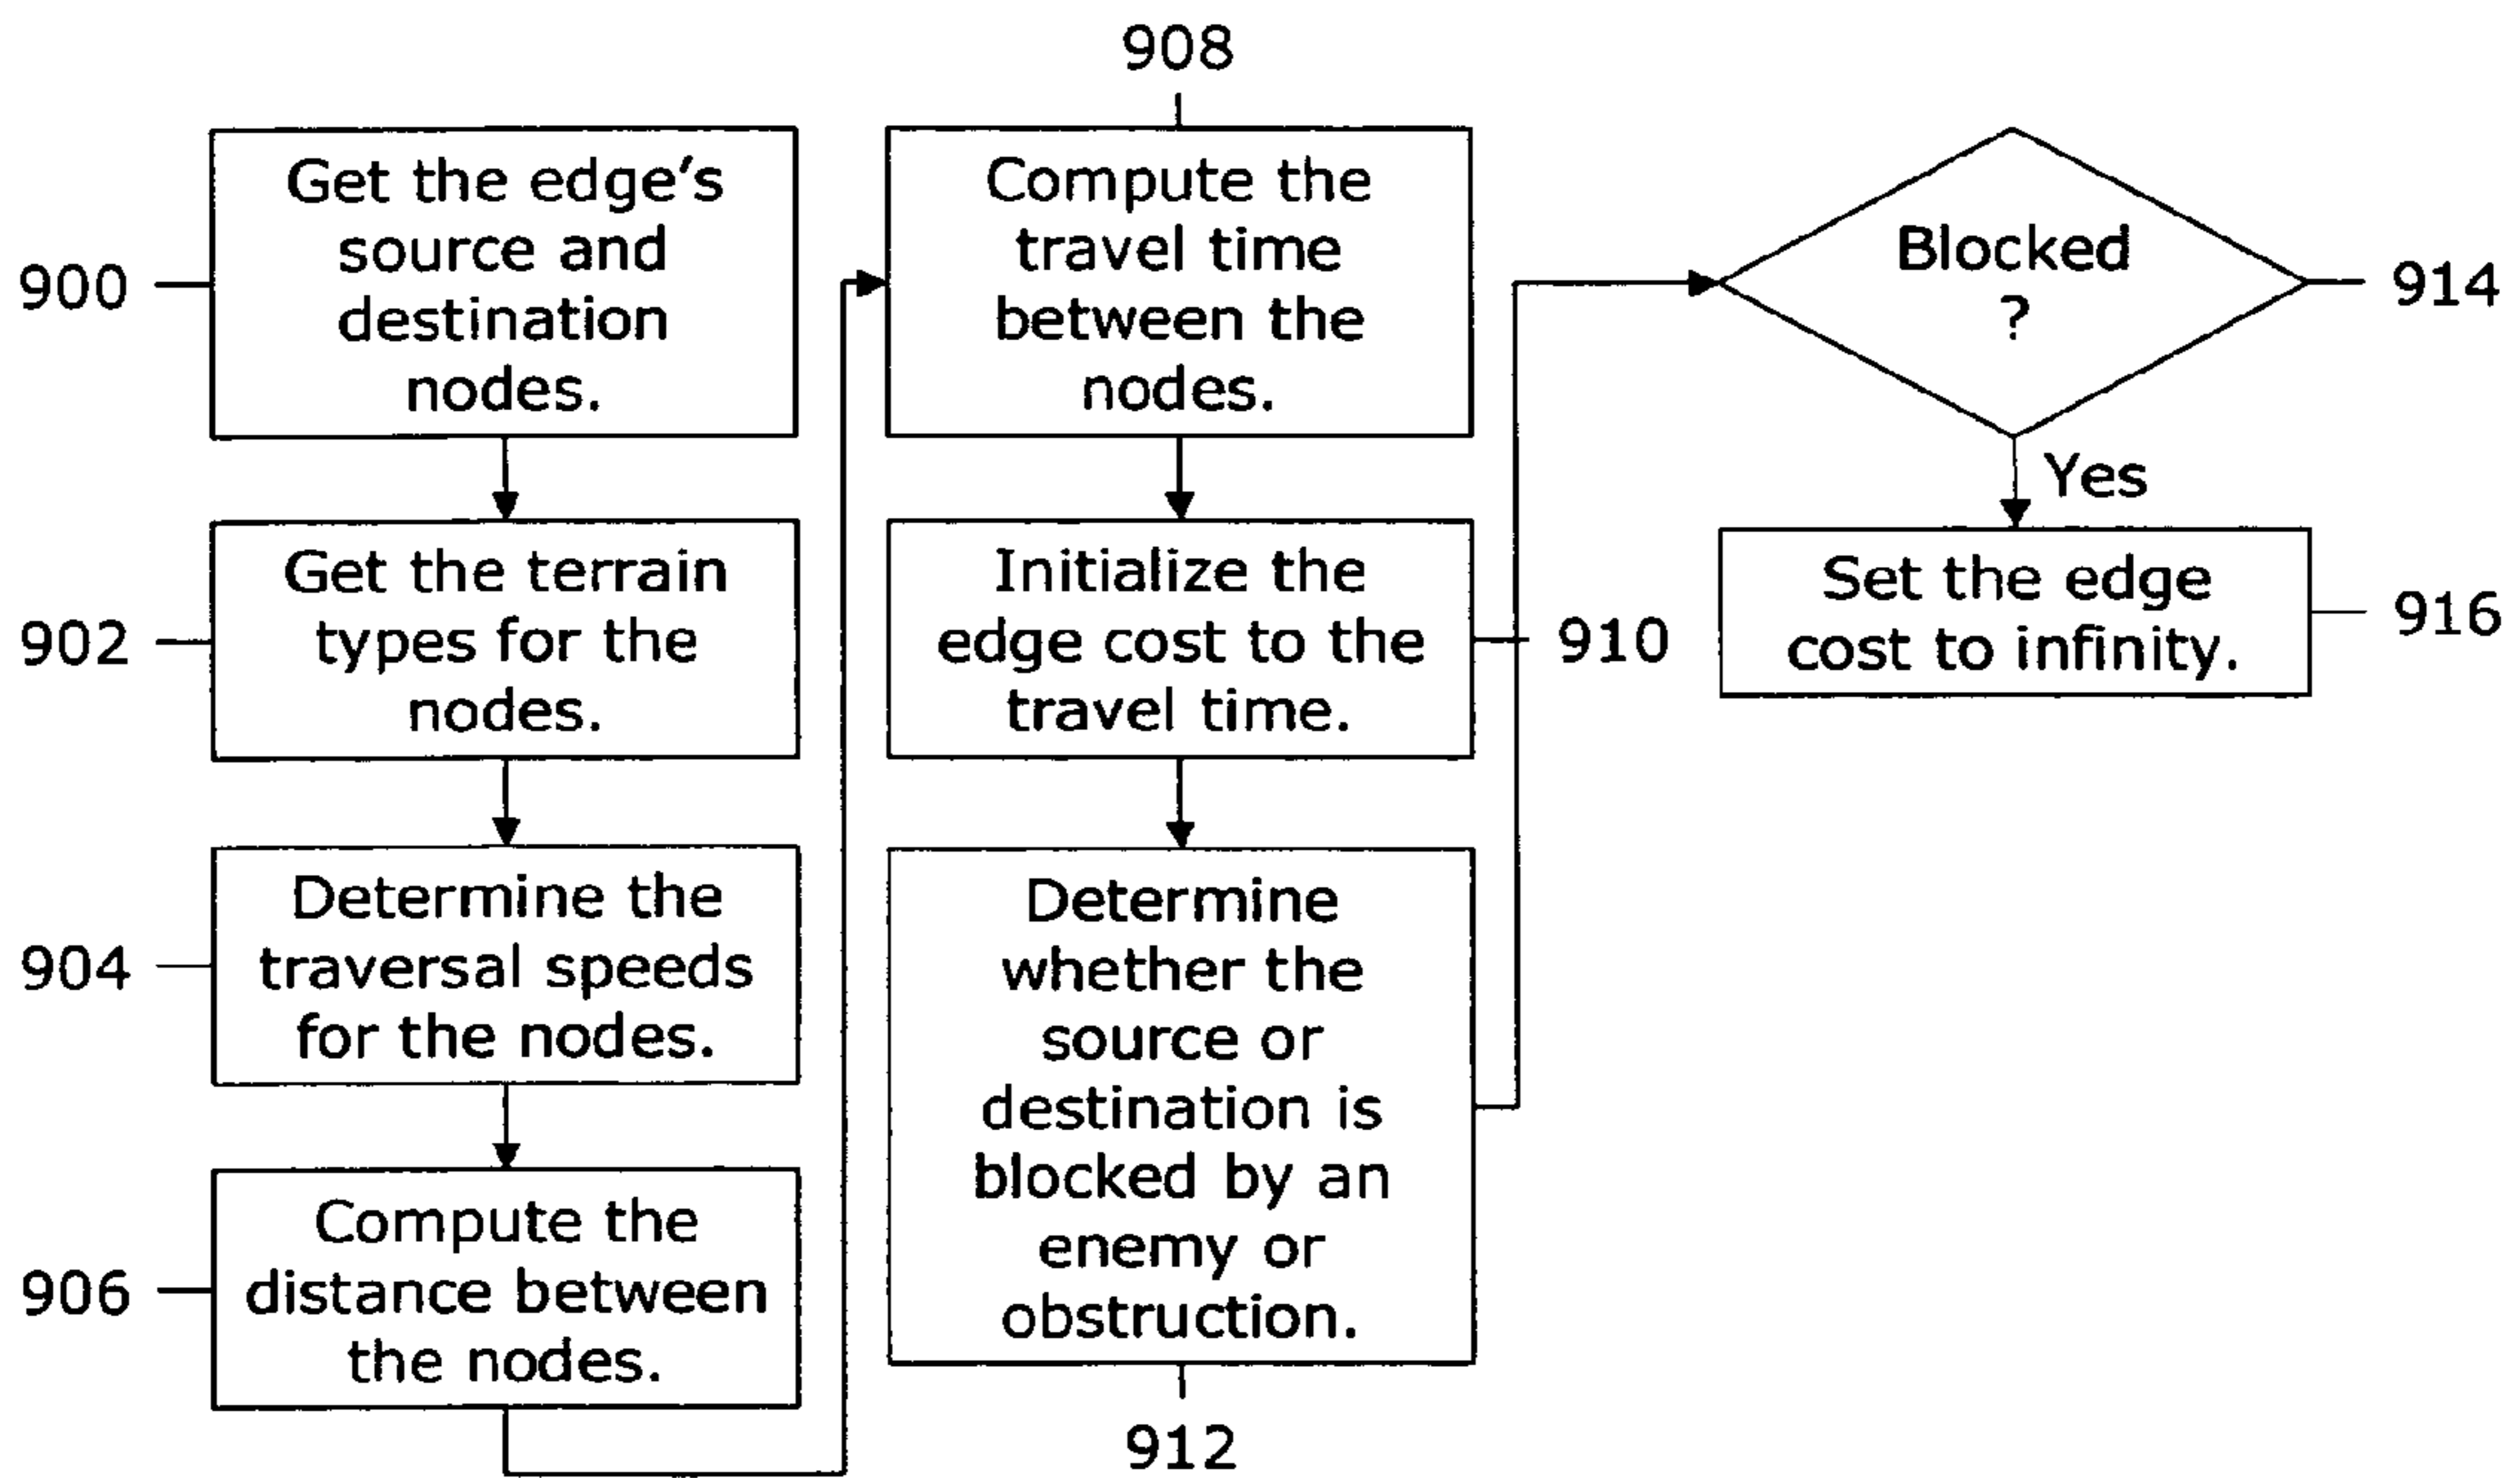 900
Get the edge's
source and
destination
nodes.
902
Get the terrain
types for the
nodes.
904
Determine the
traversal speeds
for the nodes.
906
Compute the
distance between
the nodes.
908
Compute the
travel time
between the
nodes.
Initialize the
edge cost to the
travel time.
910
Determine
whether the
source or
destination is
blocked by an
enemy or
obstruction.
912
Blocked
?
914
Yes
Set the edge
cost to infinity.
916